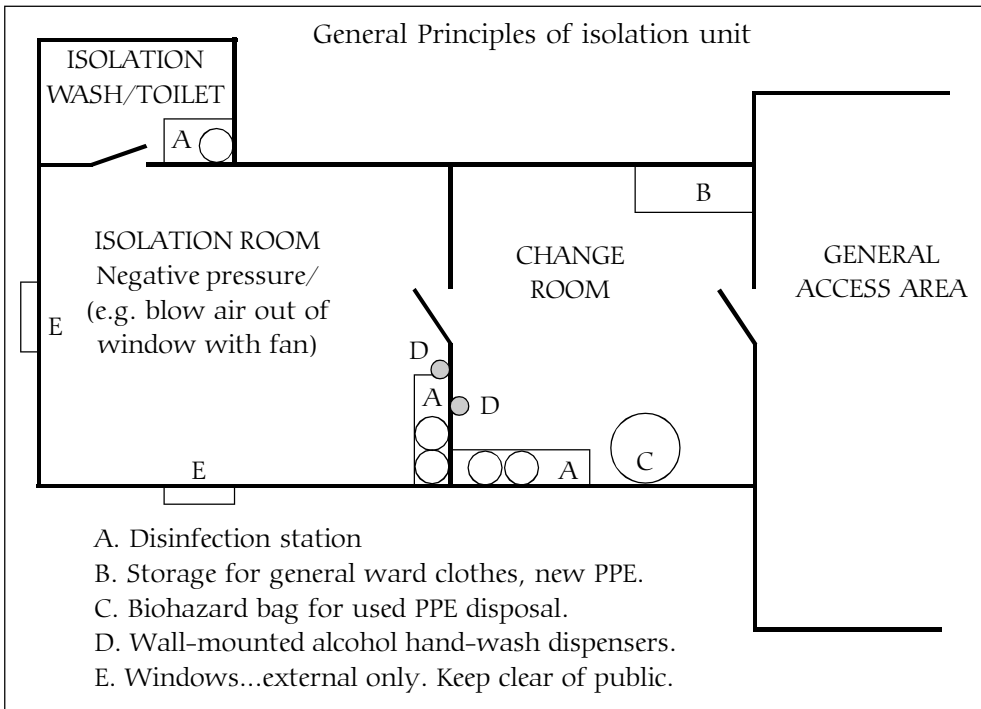 General Principles of isolation unit
ISOLATION
WASH/TOILET
A
B
ISOLATION ROOM
Negative pressure/
(e.g. blow air out of
window with fan)
CHANGE
ROOM
GENERAL
ACCESS AREA
E
D
A
D
E
A
C
A. Disinfection station
B. Storage for general ward clothes, new PPE.
C. Biohazard bag for used PPE disposal.
D. Wall-mounted alcohol hand-wash dispensers.
E. Windows...external only. Keep clear of public.